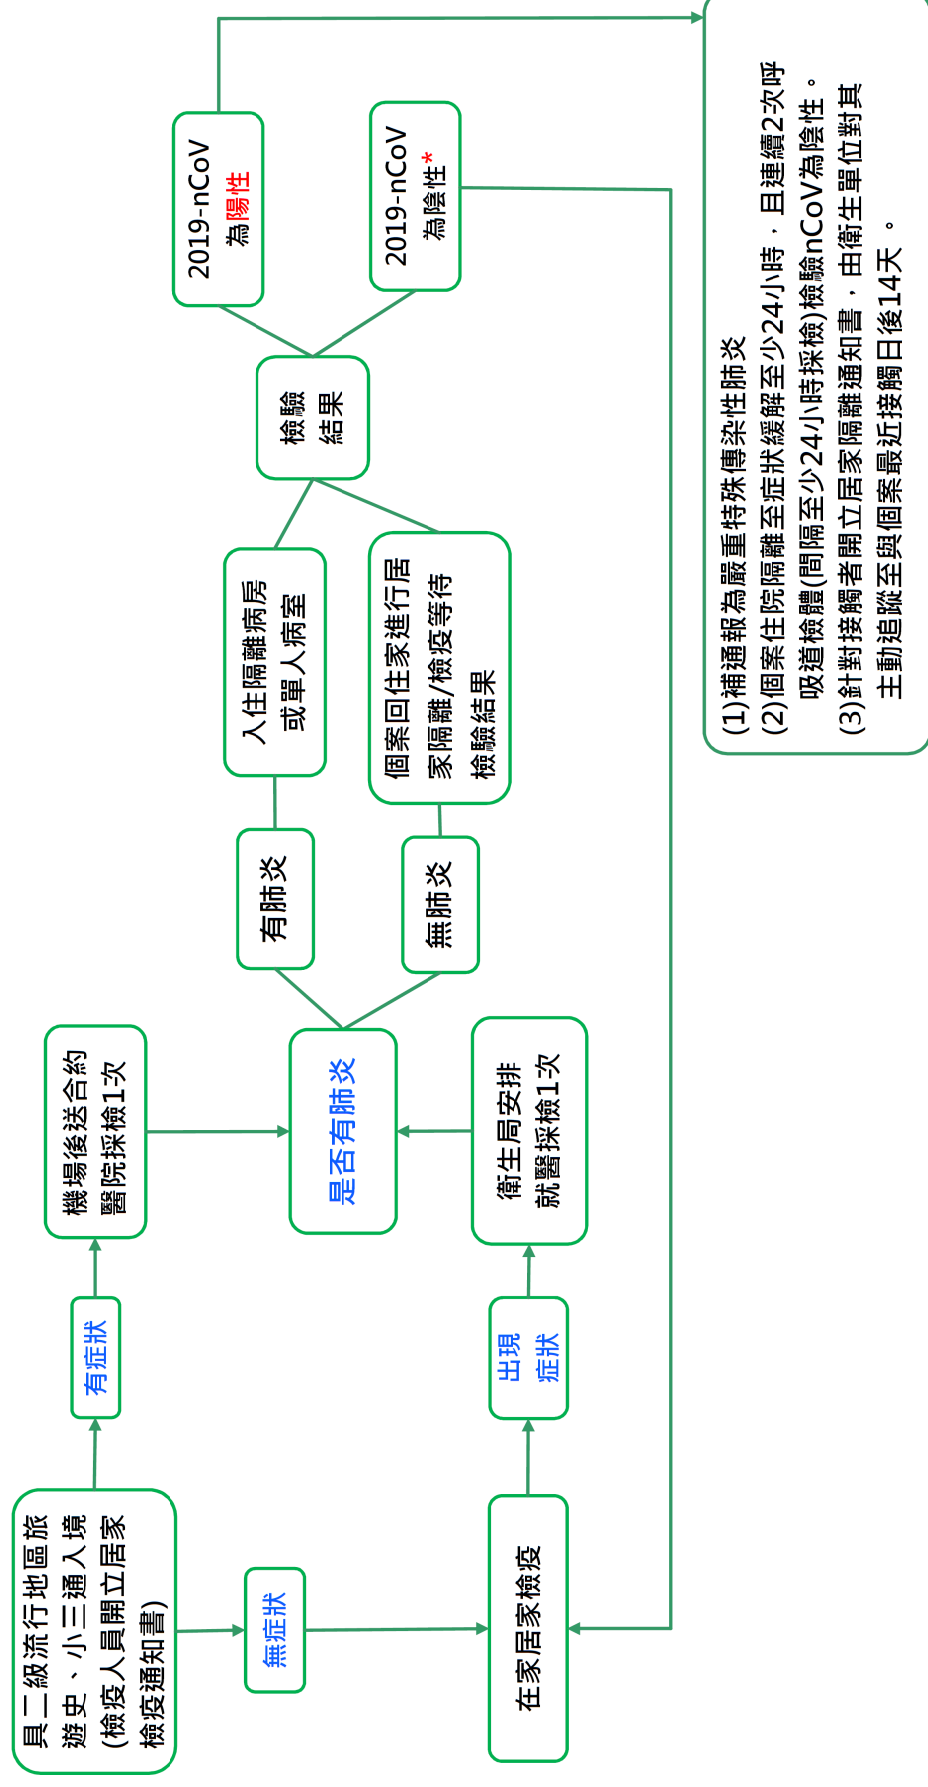 具二級流行地區旅
遊史、小三通入境
(檢疫人員開立居家
檢疫通知書)
有症狀
機場後送合約
醫院採檢1次
無症狀
在家居家檢疫
出現
症狀
衛生局安排
就醫採檢1次
是否有肺炎
有肺炎
無肺炎
入住隔離病房
或單人病室
個案回住家進行居
家隔離/檢疫等待
檢驗結果
檢驗
結果
2019-nCoV
為陽性
2019-nCoV
為陰性*
(1)補通報為嚴重特殊傳染性肺炎
(2)個案住院隔離至症狀緩解至少24小時，且連續2次呼
吸道檢體(間隔至少24小時採檢)檢驗nCoV為陰性。
(3)針對接觸者開立居家隔離通知書，由衛生單位對其
主動追蹤至與個案最近接觸日後14天。